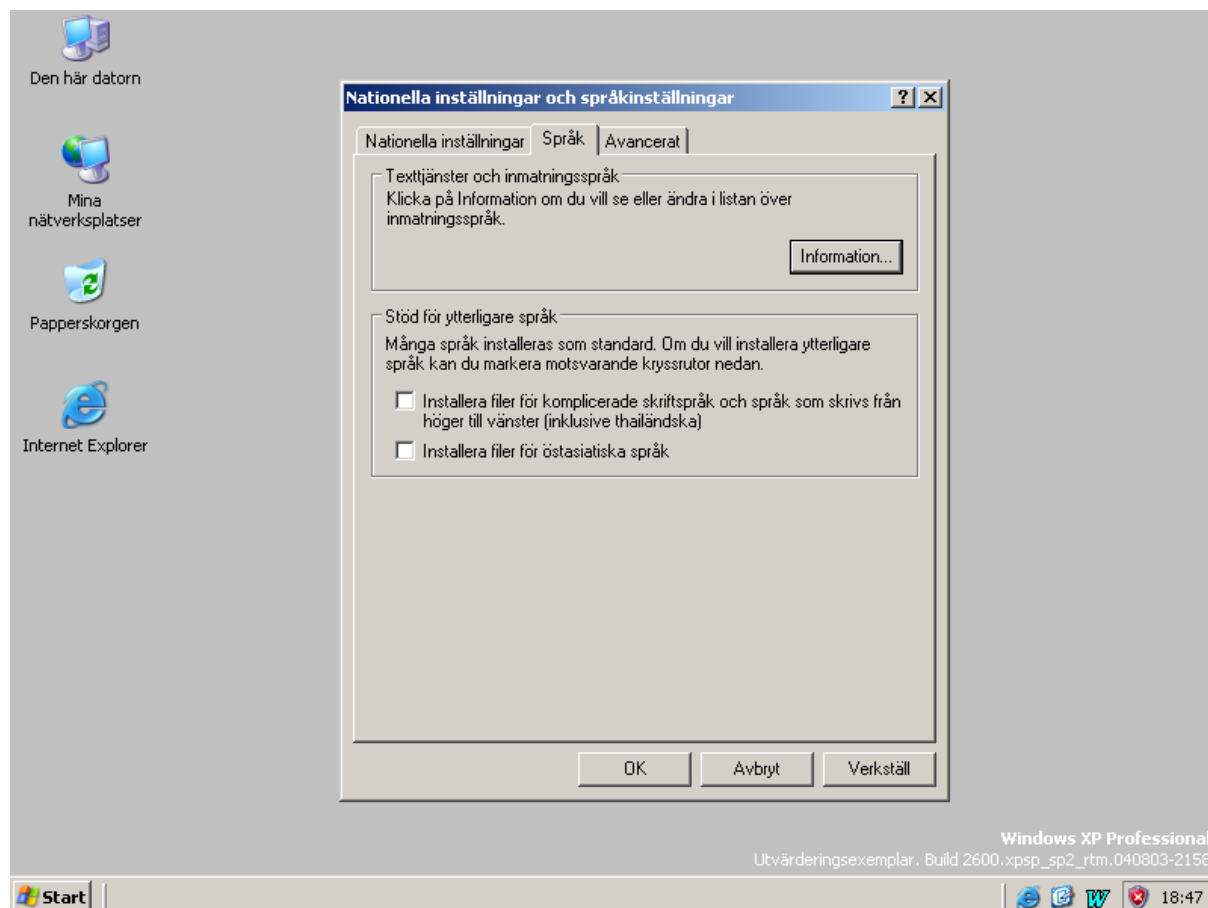 Den här datorn
Mina
nätverksplatser
Papperskorgen
Internet Explorer
Nationella inställningar och språkinställningar
Nationella inställningar
Språk
Avancerat
Texttjänster och inmatningsspråk
Klicka på Information om du vill se eller ändra i listan över
inmatningsspråk.
Information...
Stöd för ytterligare språk
Många språk installeras som standard. Om du vill installera ytterligare
språk kan du markera motsvarande kryssrutor nedan.
Installera filer för komplicerade skriftspråk och språk som skrivs från
höger till vänster (inklusive thailändska)
Installera filer för östasiatiska språk
OK
Avbryt
Verkställ
Windows XP Professional
Utvärderingsexemplar. Build 2600.xpsp_sp2_rtm.040803-2158
Start
18:47